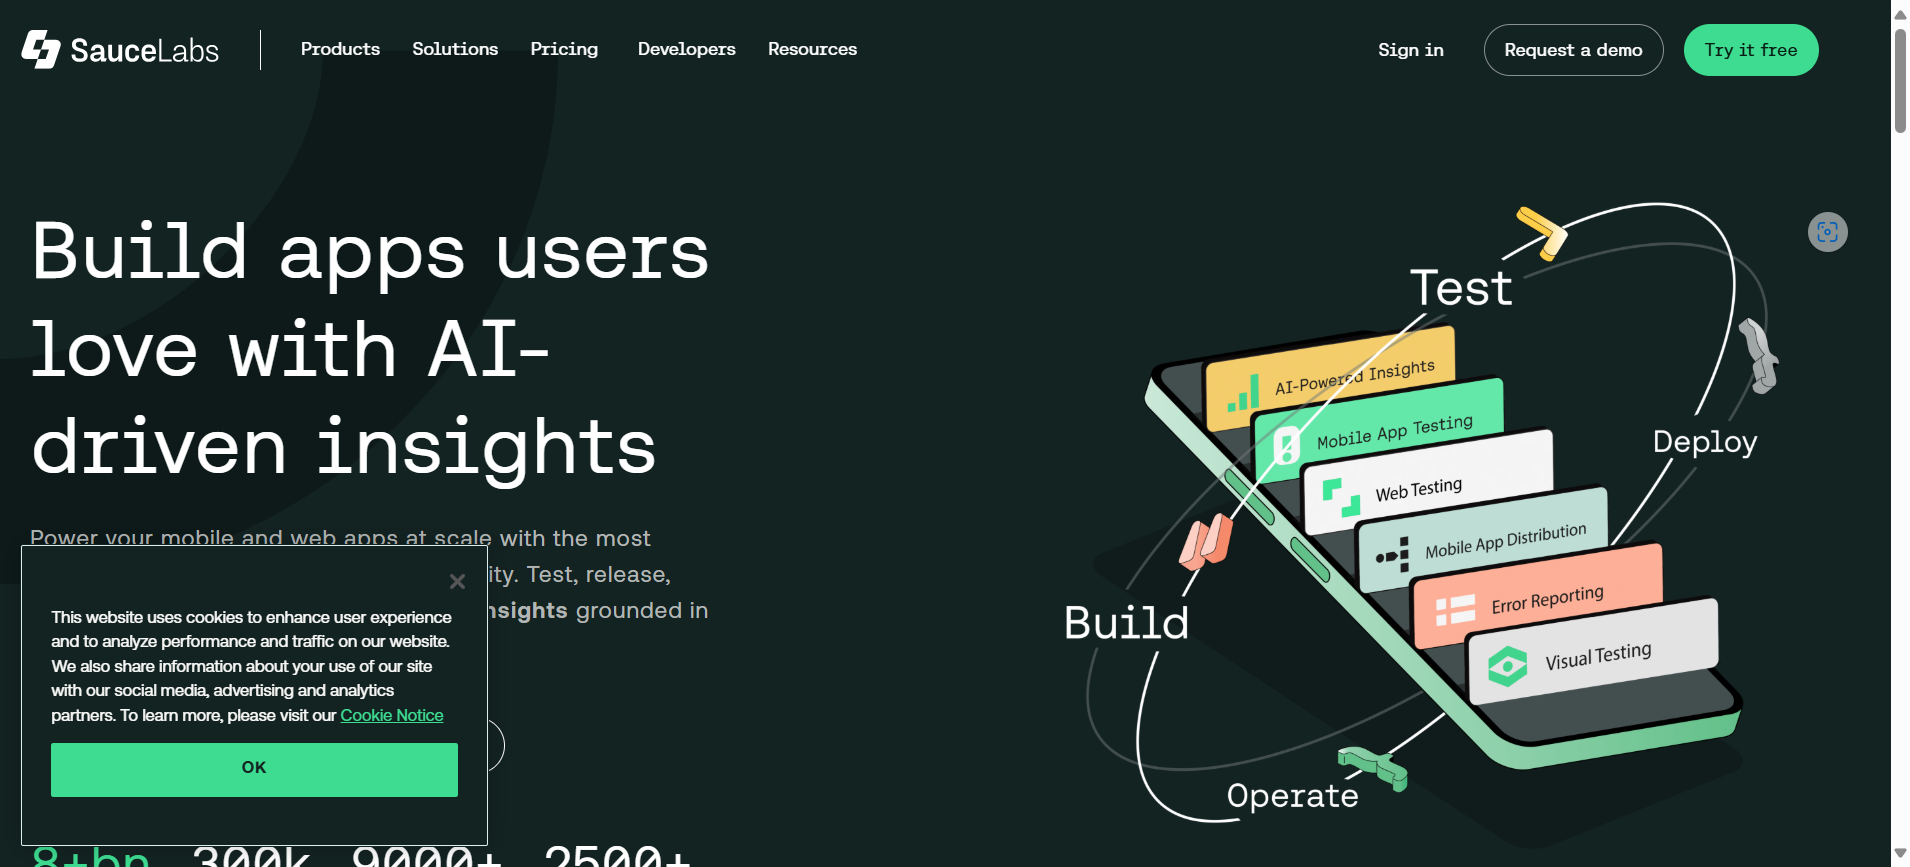 SauceLabs
Products Solutions Pricing Developers Resources
Sign in Request a demo Try it free
Build apps users
love with AI-
driven insights
Power your mobile and web apps at scale with the most
ity. Test, release,
nsights grounded in
This website uses cookies to enhance user experience
and to analyze performance and traffic on our website.
We also share information about your use of our site
with our social media, advertising and analytics
partners. To learn more, please visit our Cookie Notice
OK
8+bn 300k 9000+ 2500+
Test
AI-Powered Insights
Mobile App Testing
Deploy
Web Testing
Mobile App Distribution
Error Reporting
Build
Visual Testing
Operate